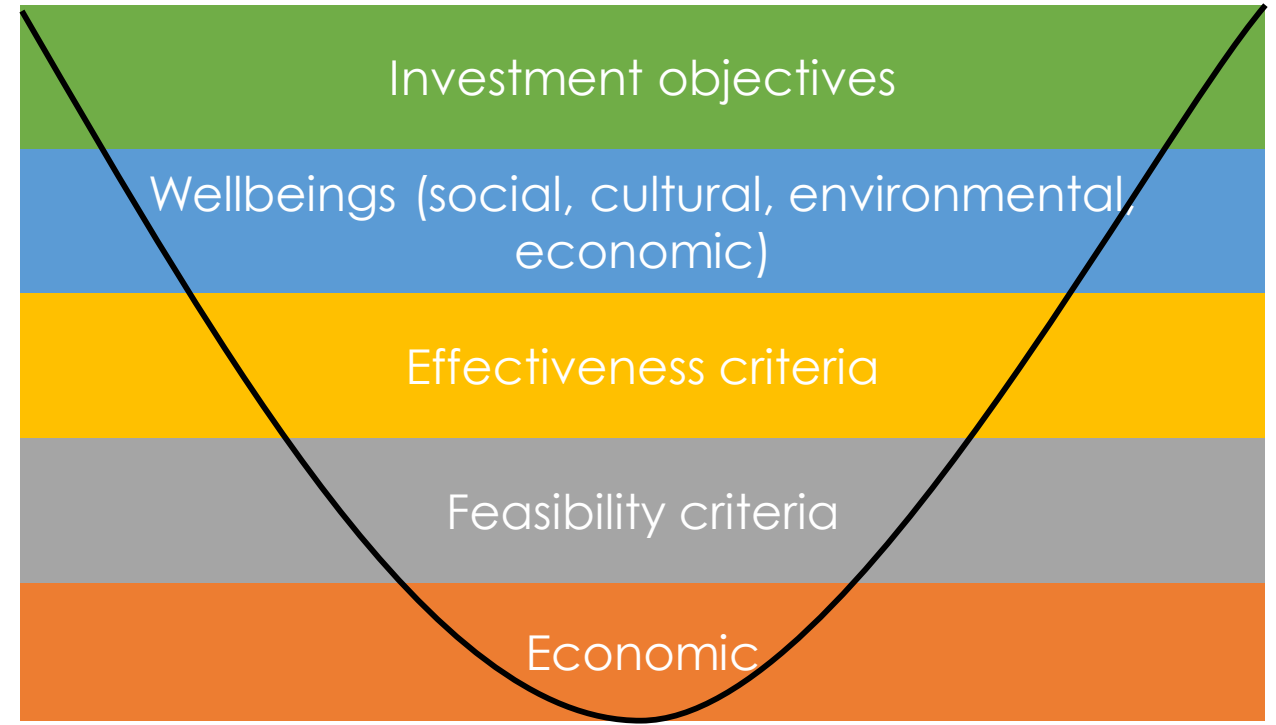 Investment objectives
Wellbeings (social, cultural, environmental,
economic)
Effectiveness criteria
Feasibility criteria
Economic